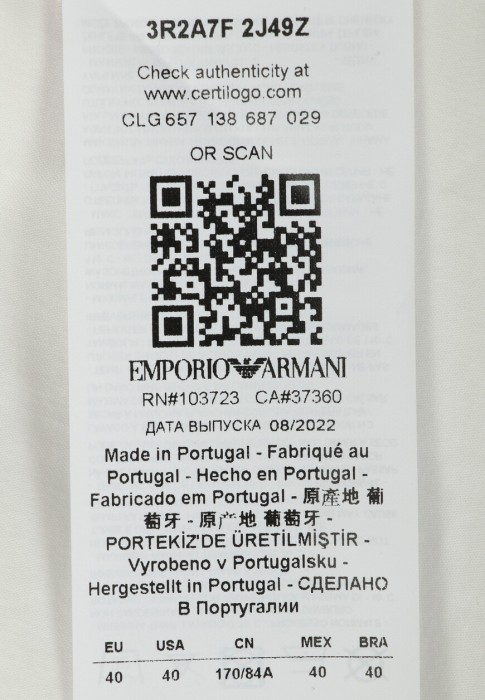 3R2A7F 2J49Z
Check authenticity at
www.certilogo.com
CLG 657 138 687 029
OR SCAN
EMPORIO ARMANI
RN#103723 CA#37360
ДАТА ВЫПУСКА 08/2022
Made in Portugal - Fabriqué au
Portugal - Hecho en Portugal -
Fabricado em Portugal - 原產地 葡
萄牙 - 原产地 葡萄牙 -
PORTEKİZ'DE ÜRETİLMİŞTİR -
Vyrobeno v Portugalsku -
Hergestellt in Portugal - СДЕЛАНО
В Португалии
EU USA CN MEX BRA
40 40 170/84A 40 40